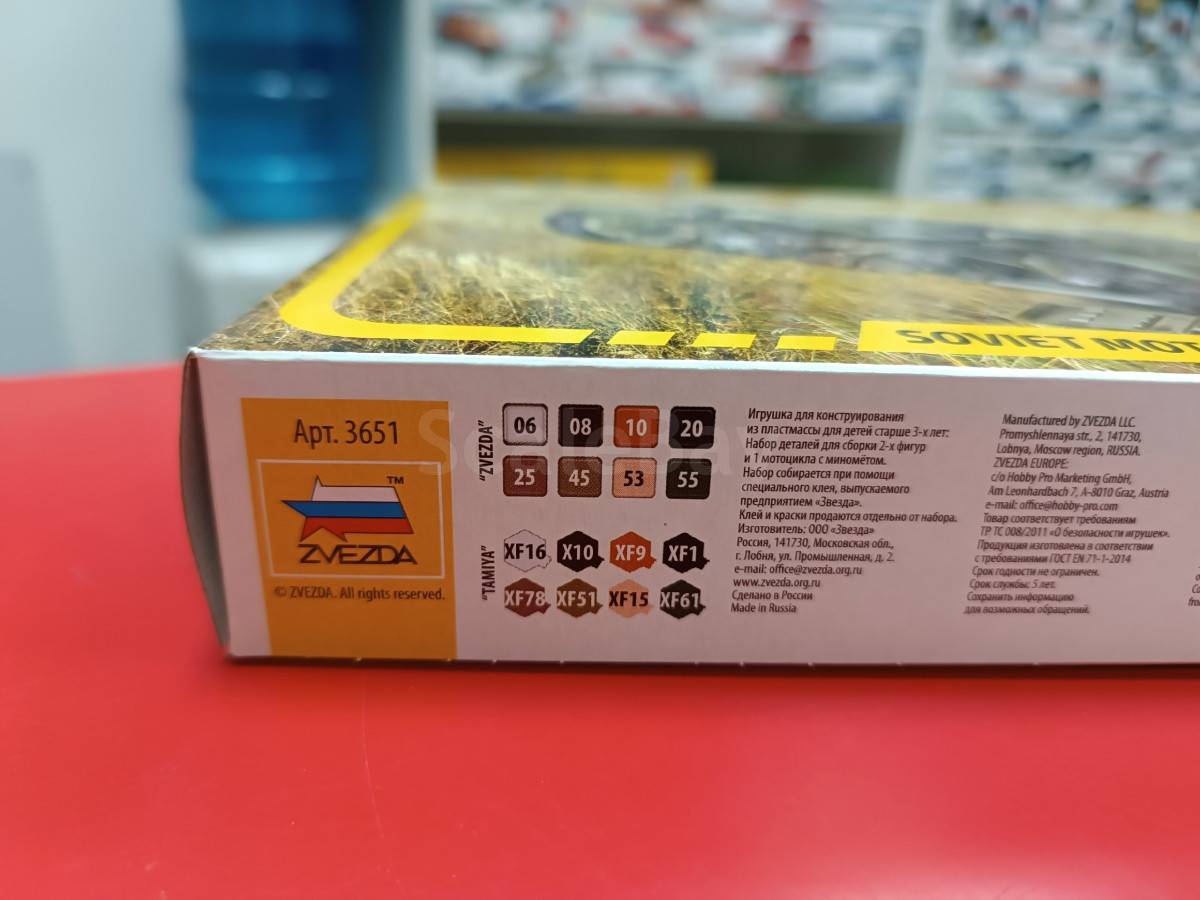 SOVIET MOT
Арт. 3651
TM
ZVEZDA
© ZVEZDA. All rights reserved.
"ZVEZDA"
06 08 10 20
25 45 53 55
"TAMIYA"
XF16 X10 XF9 XF1
XF78 XF51 XF15 XF61
Игрушка для конструирования
из пластмассы для детей старше 3-х лет:
Набор деталей для сборки 2-х фигур
и 1 мотоцикла с миномётом.
Набор собирается при помощи
специального клея, выпускаемого
предприятием «Звезда».
Клей и краски продаются отдельно от набора.
Изготовитель: ООО «Звезда»
Россия, 141730, Московская обл.,
г. Лобня, ул. Промышленная, д. 2.
e-mail: office@zvezda.org.ru
www.zvezda.org.ru
Сделано в России
Made in Russia
Manufactured by ZVEZDA LLC.
Promyshlennaya str., 2, 141730,
Lobnya, Moscow region, RUSSIA.
ZVEZDA EUROPE:
c/o Hobby Pro Marketing GmbH,
Am Leonhardbach 7, A-8010 Graz, Austria
e-mail: office@hobby-pro.com
Товар соответствует требованиям
ТР ТС 008/2011 «О безопасности игрушек».
Продукция изготовлена в соответствии
с требованиями ГОСТ EN 71-1-2014
Срок годности не ограничен.
Срок службы: 5 лет.
Сохранить информацию
для возможных обращений.